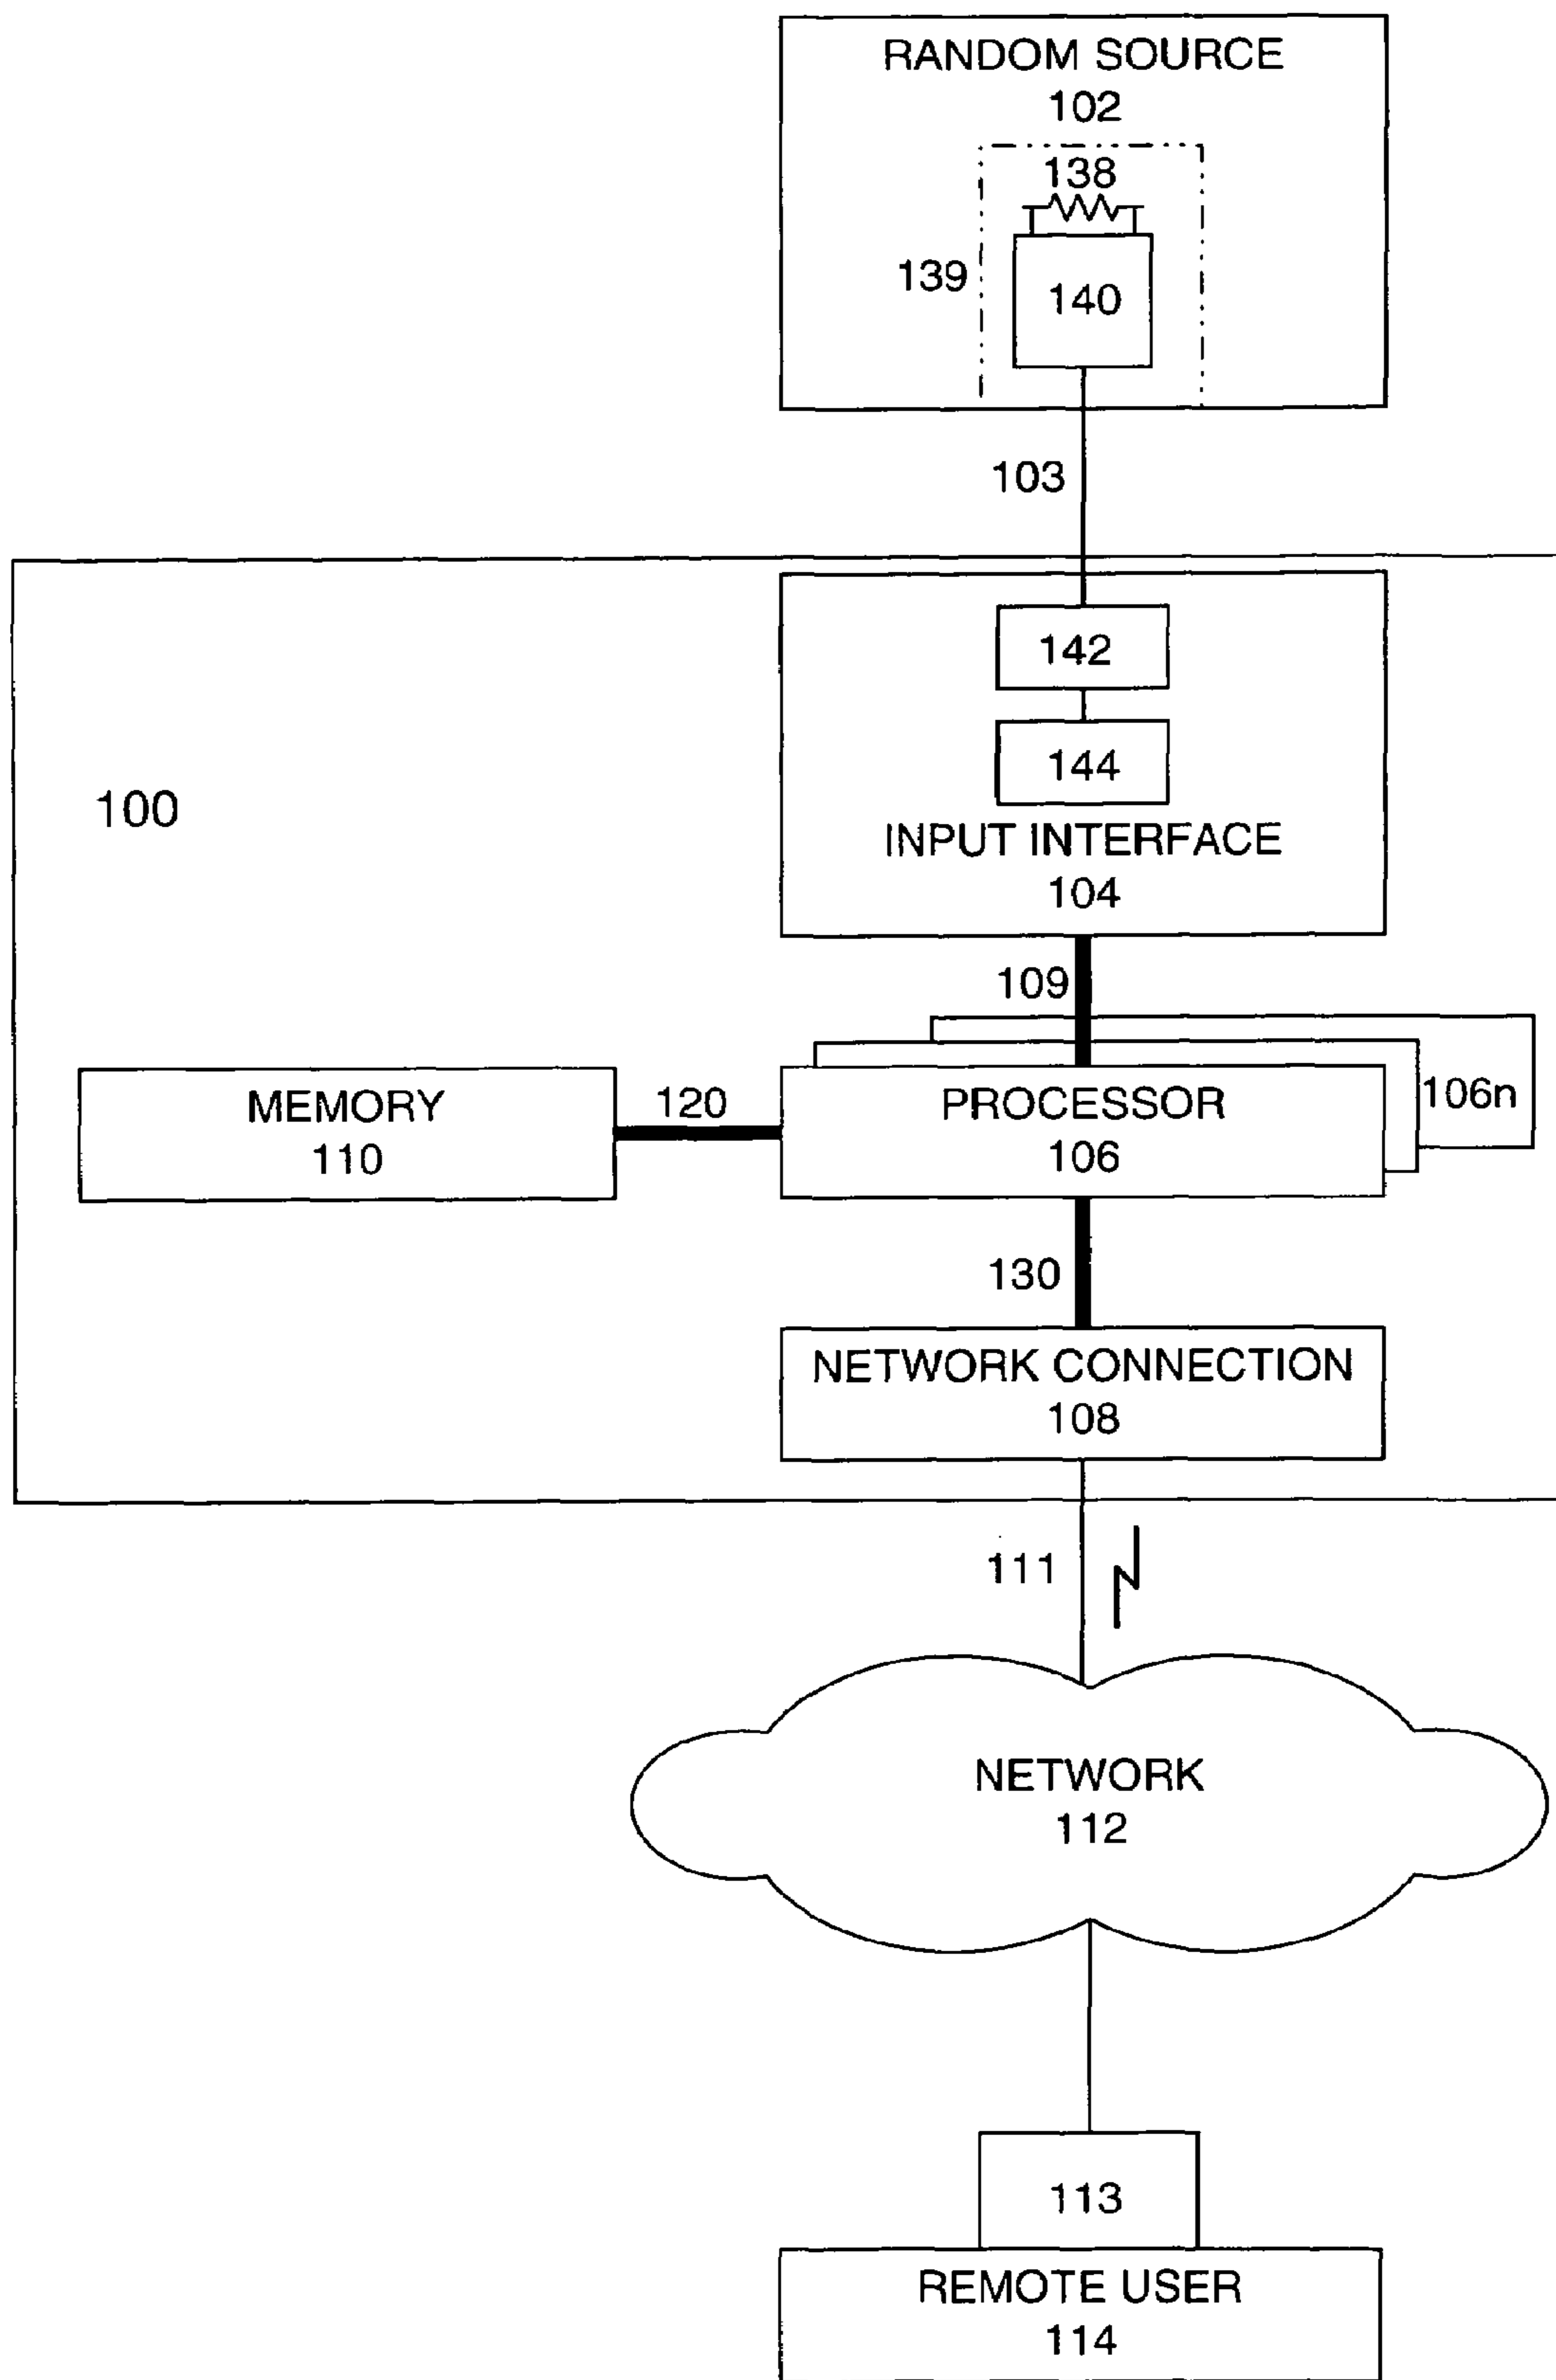 RANDOM SOURCE
102
138
139
140
103
142
144
100
INPUT INTERFACE
104
109
106n
MEMORY
110
120
PROCESSOR
106
130
NETWORK CONNECTION
108
111
NETWORK
112
113
REMOTE USER
114